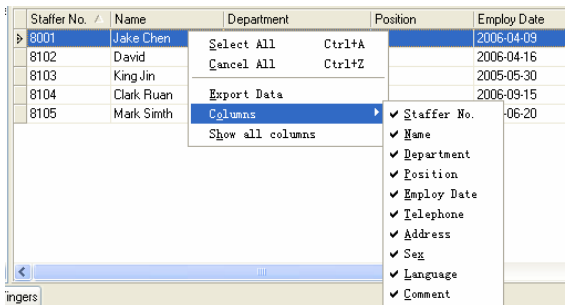 Staffer No. Name Department Position Employ Date
8001 Jake Chen 2006-04-09
8102 David 2006-04-16
8103 King Jin 2005-05-30
8104 Clark Ruan 2006-09-15
8105 Mark Simth -06-20
Select All Ctrl+A
Cancel All Ctrl+Z
Export Data
Columns
Show all columns
Staffer No.
Name
Department
Position
Employ Date
Telephone
Address
Sex
Language
Comment
ingers